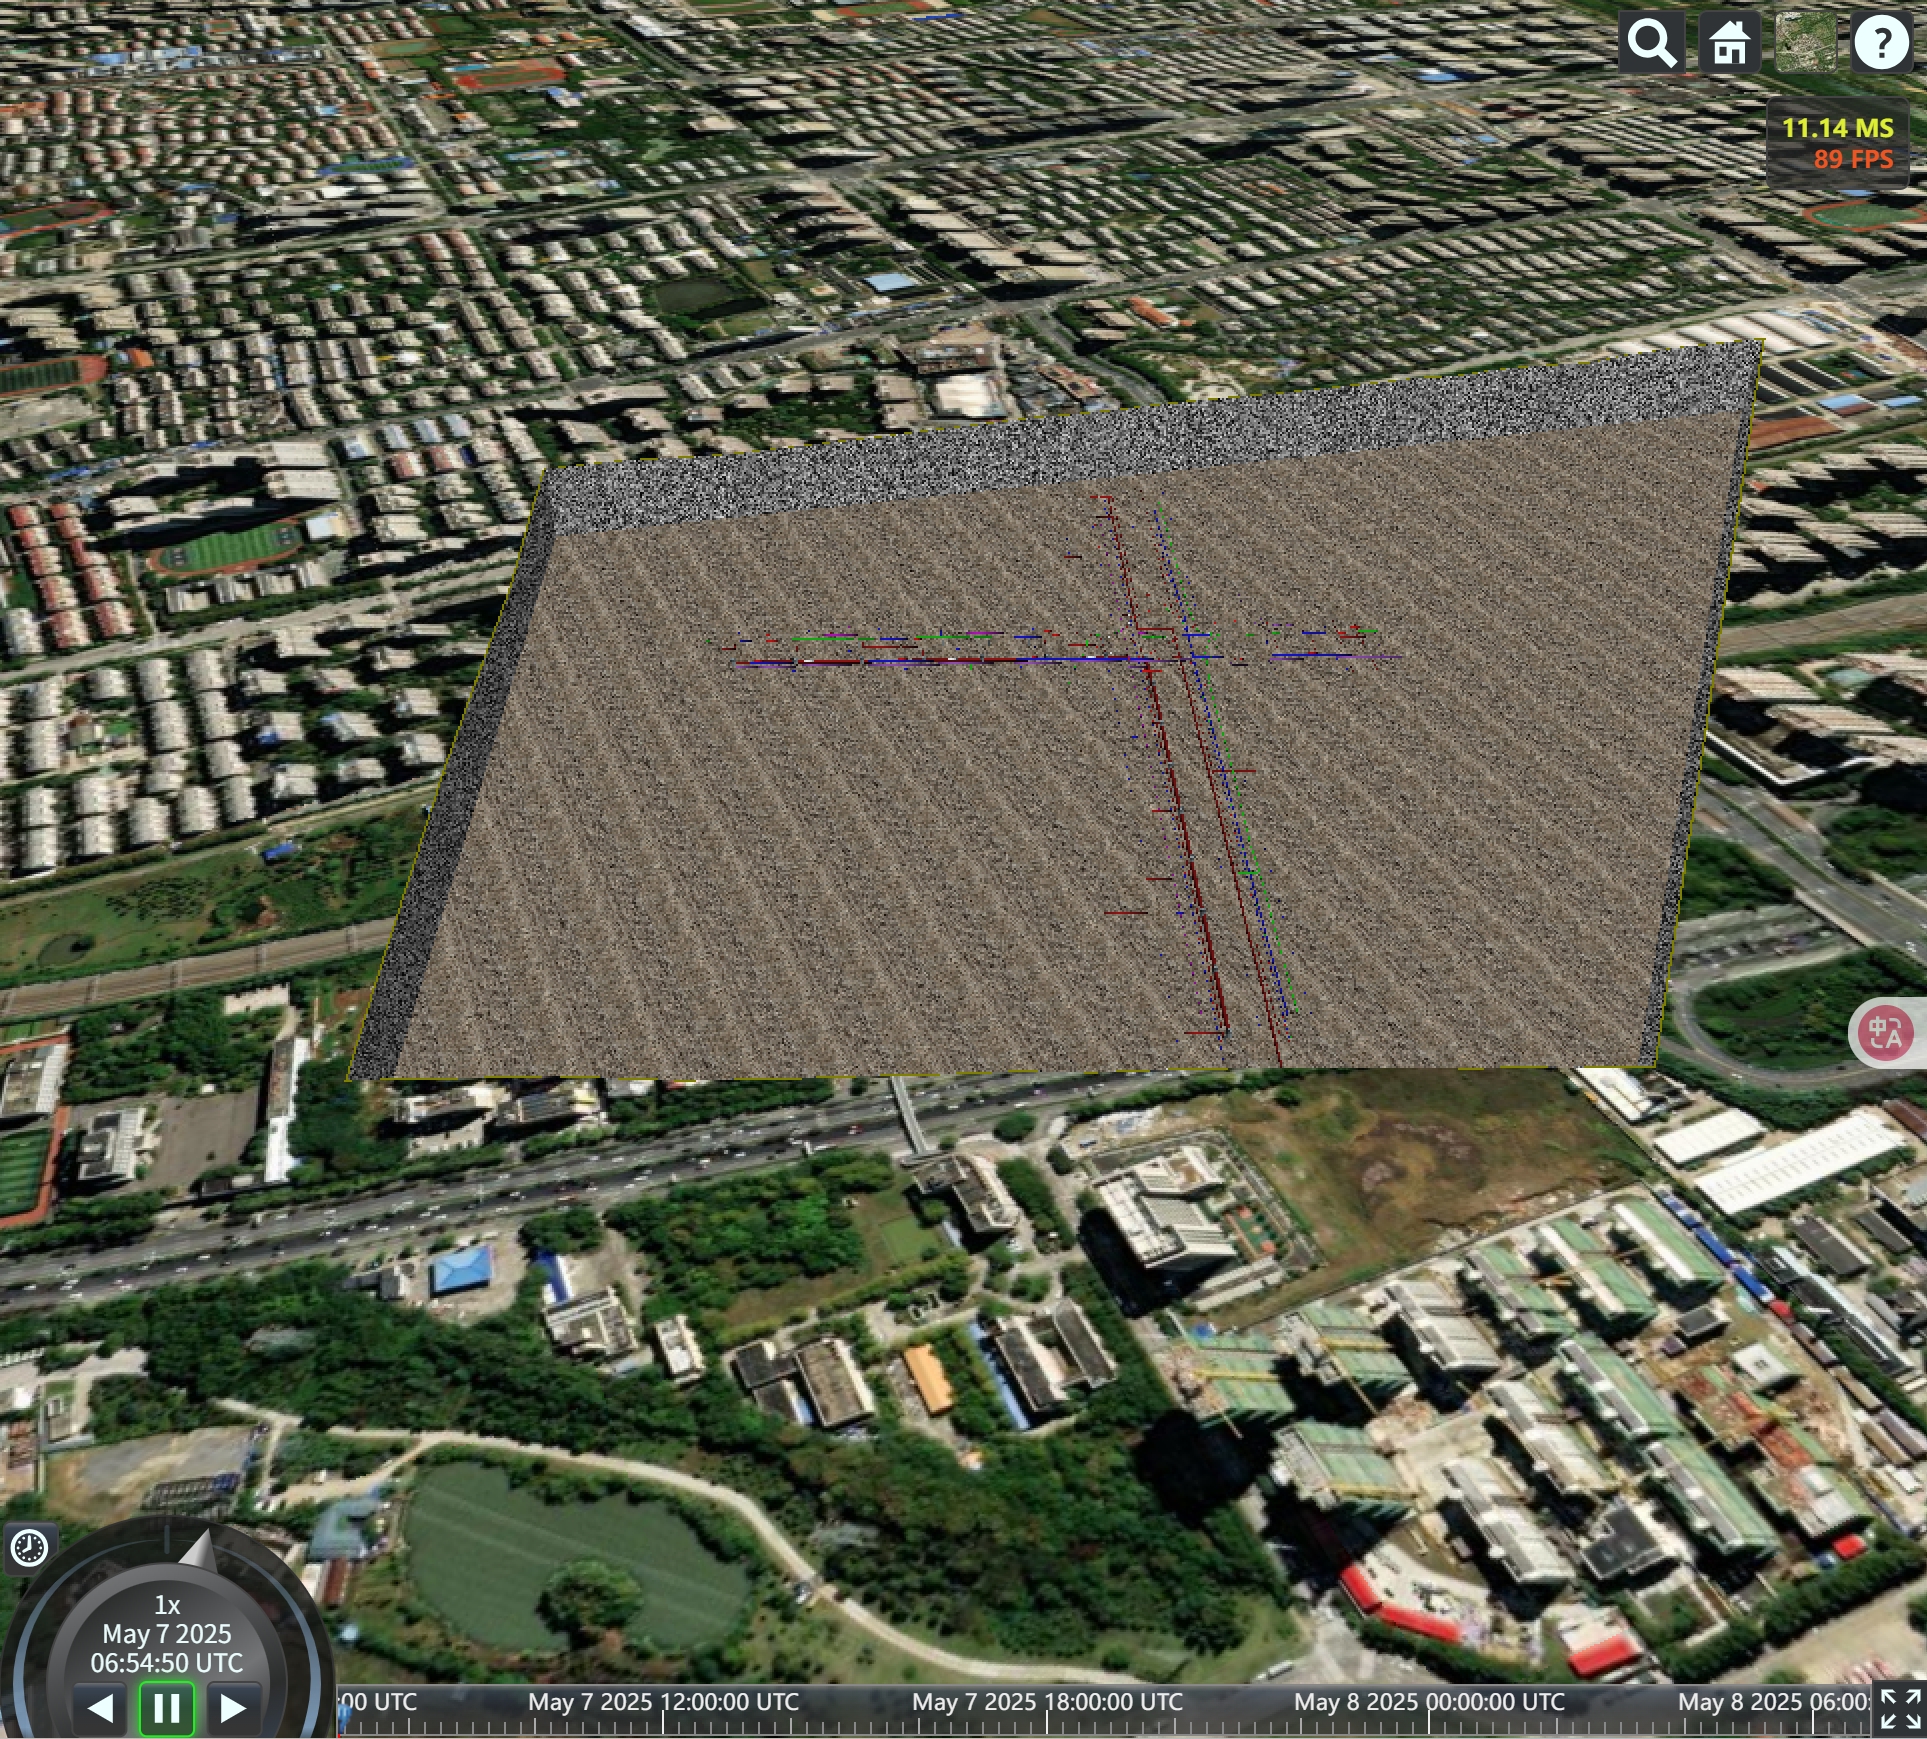 ?
11.14 MS
89 FPS
中A
1x
May 7 2025
06:54:50 UTC
:00 UTC
May 7 2025 12:00:00 UTC
May 7 2025 18:00:00 UTC
May 8 2025 00:00:00 UTC
May 8 2025 06:00: